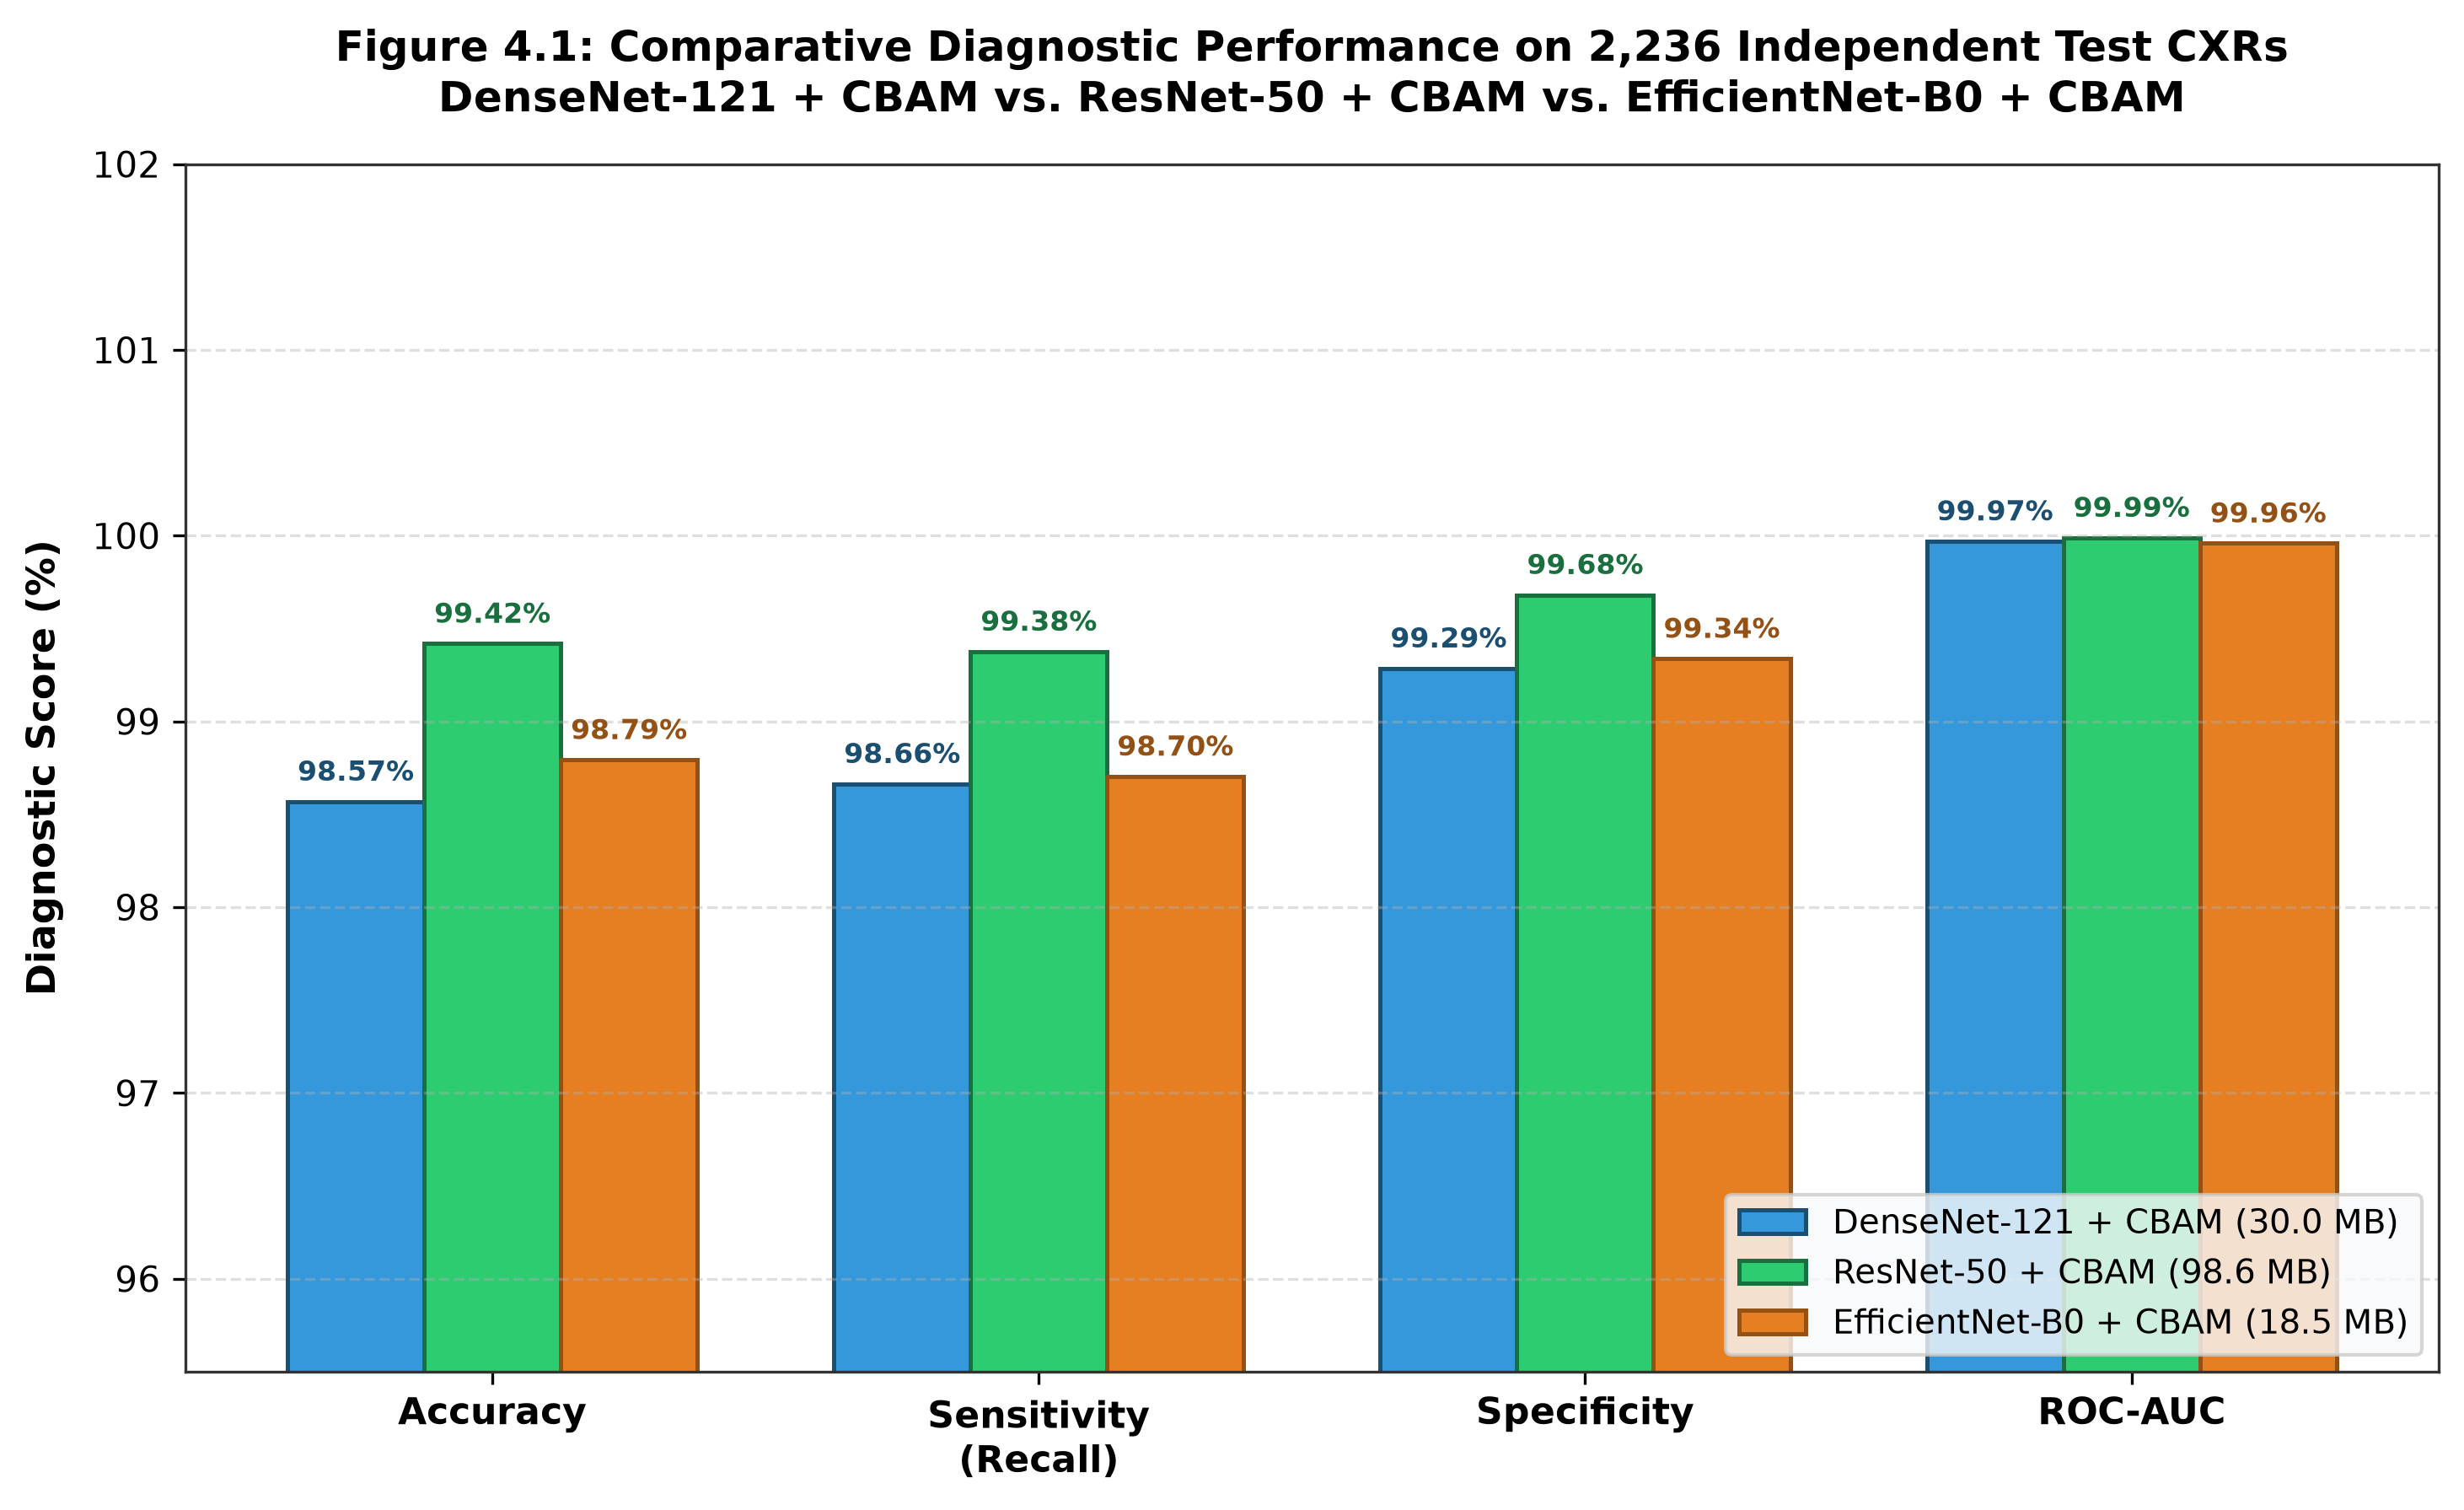 Figure 4.1: Comparative Diagnostic Performance on 2,236 Independent Test CXRs
DenseNet-121 + CBAM vs. ResNet-50 + CBAM vs. EfficientNet-B0 + CBAM
Diagnostic Score (%)
102
101
100
99
98
97
96
98.57%
99.42%
98.79%
98.66%
99.38%
98.70%
99.29%
99.68%
99.34%
99.97%
99.99%
99.96%
DenseNet-121 + CBAM (30.0 MB)
ResNet-50 + CBAM (98.6 MB)
EfficientNet-B0 + CBAM (18.5 MB)
Accuracy
Sensitivity
(Recall)
Specificity
ROC-AUC